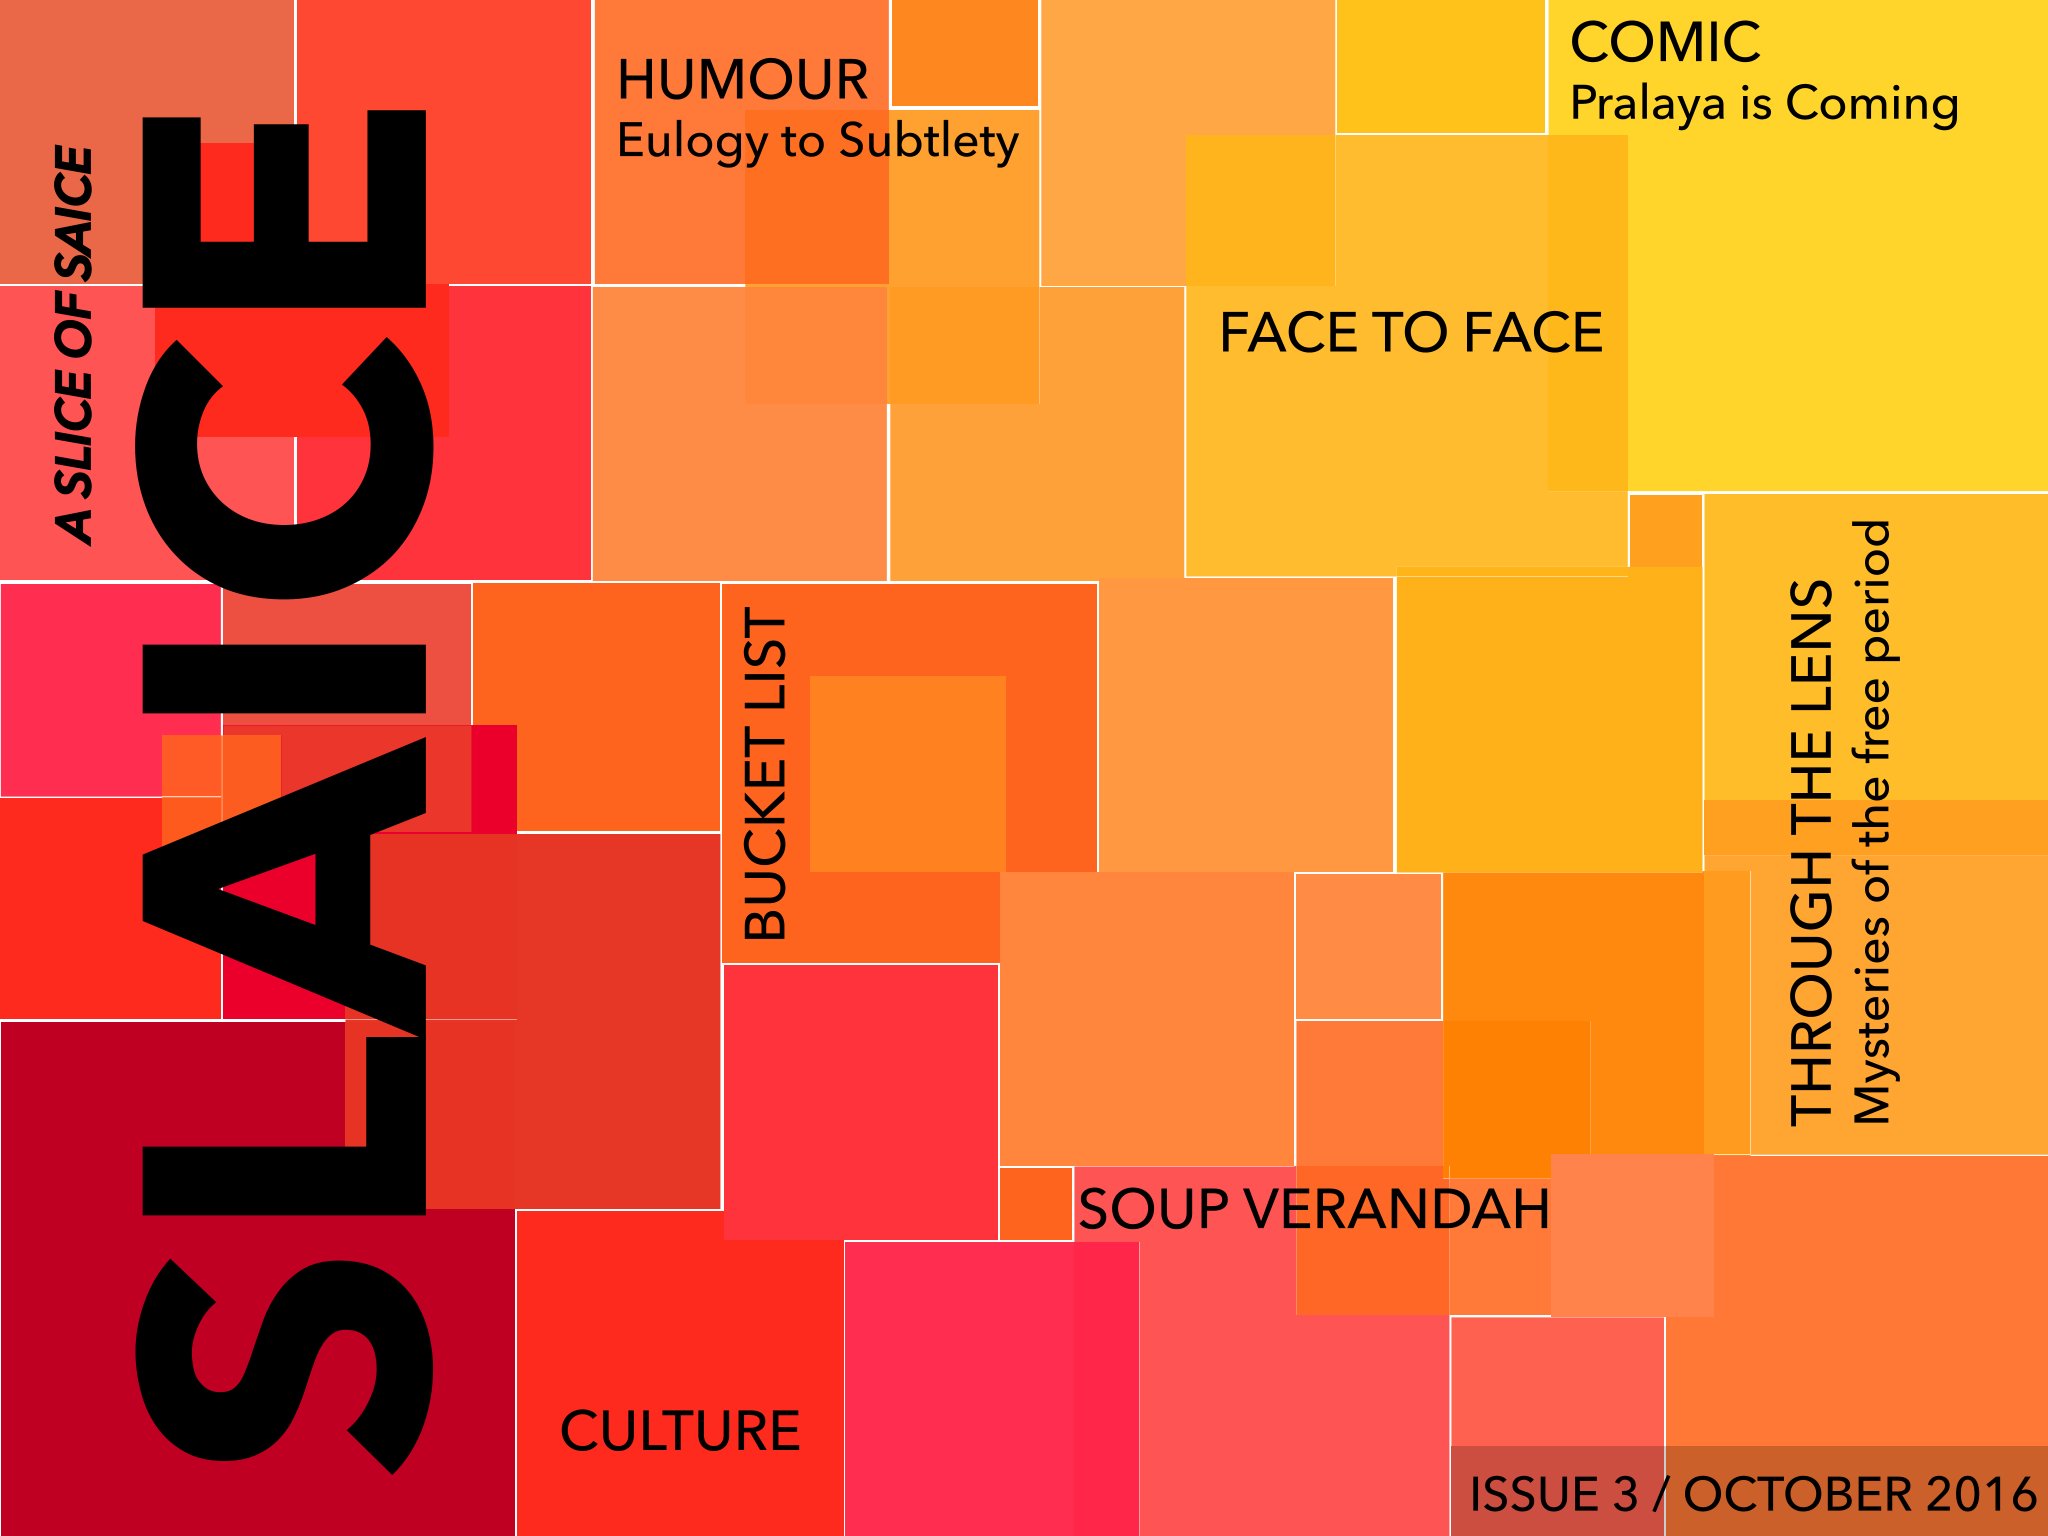 SLAICE
A SLICE OF SAICE
HUMOUR
Eulogy to Subtlety
COMIC
Pralaya is Coming
FACE TO FACE
BUCKET LIST
THROUGH THE LENS
Mysteries of the free period
SOUP VERANDAH
CULTURE
ISSUE 3 / OCTOBER 2016